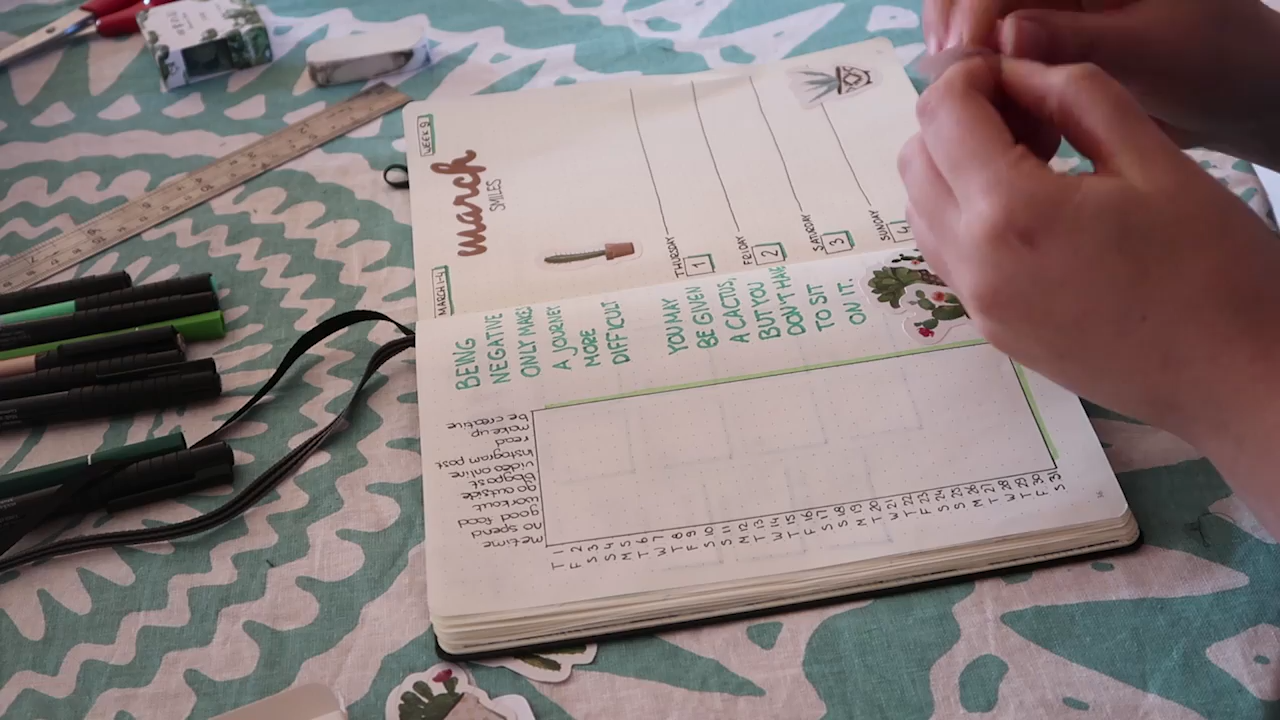 WEEK 9
march
SMILES
MARCH 1-4
THURSDAY
1
FRIDAY
2
SATURDAY
3
SUNDAY
4
BEING
NEGATIVE
ONLY MAKES
A JOURNEY
MORE
DIFFICULT
YOU MAY
BE GIVEN
A CACTUS,
BUT YOU
DON'T HAVE
TO SIT
ON IT.
be creative
make up
read
instagram post
video online
blogpost
go outside
workout
good food
no spend
me time
T 1
F 2
S 3
S 4
M 5
T 6
W 7
T 8
F 9
S 10
S 11
M 12
T 13
W 14
T 15
F 16
S 17
S 18
M 19
T 20
W 21
T 22
F 23
S 24
S 25
M 26
T 27
W 28
T 29
F 30
S 31